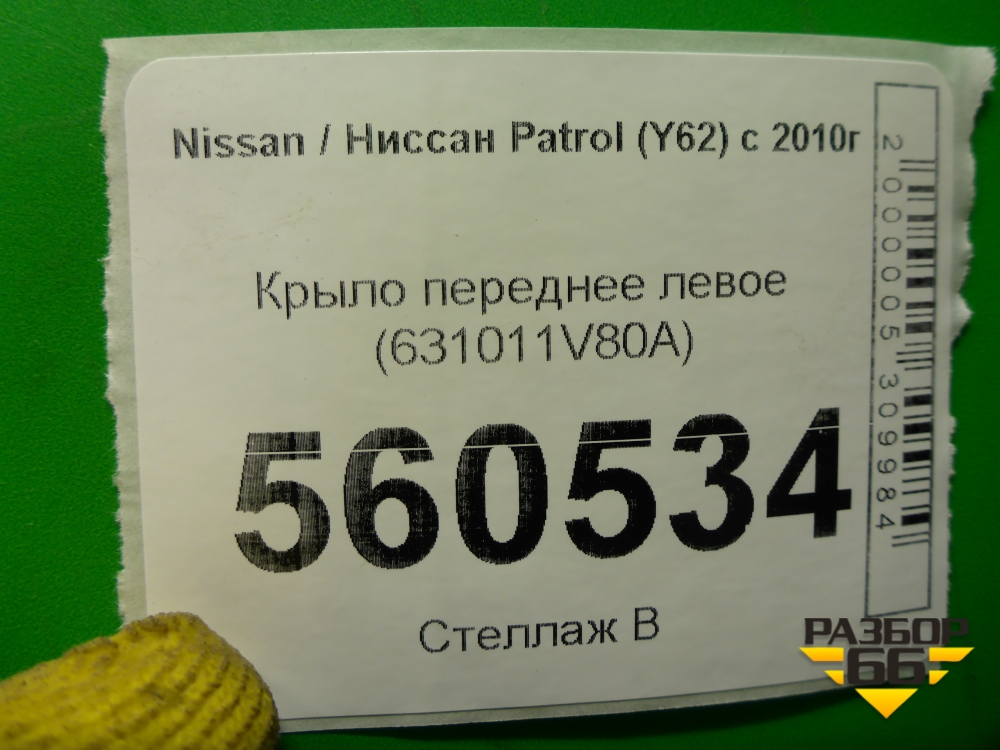 Nissan / Ниссан Patrol (Y62) с 2010г
Крыло переднее левое
(631011V80A)
560534
Стеллаж В
2000005309984
РАЗБОР
66